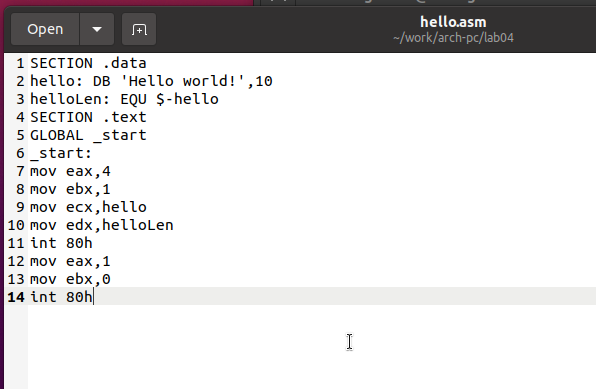 Open
hello.asm
~/work/arch-pc/lab04
1 SECTION .data
2 hello: DB 'Hello world!',10
3 helloLen: EQU $-hello
4 SECTION .text
5 GLOBAL _start
6 _start:
7 mov eax,4
8 mov ebx,1
9 mov ecx,hello
10 mov edx,helloLen
11 int 80h
12 mov eax,1
13 mov ebx,0
14 int 80h